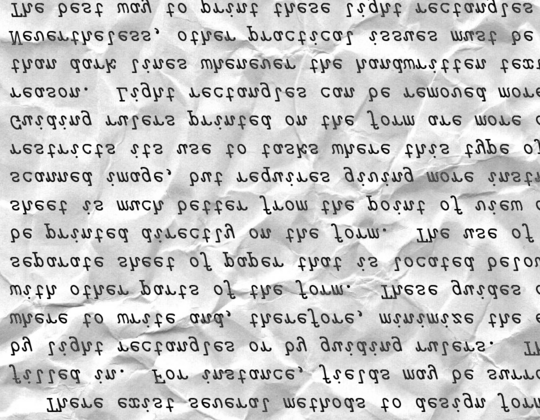 There exist several methods to design form
filled in. For instance, fields may be
by light rectangles or by guiding rulers.
where to write and, therefore, minimize the
with other parts of the form. These guides
separate sheet of paper that is located below
be printed directly on the form. The use of
sheet is much better from the point of view
scanned image, but requires giving more
restricts its use to tasks where this type of
Guiding rulers printed on the form are more
reason. Light rectangles can be removed more
than dark lines whenever the handwritten text
Nevertheless, other practical issues must be
The best way to print these light rectangles